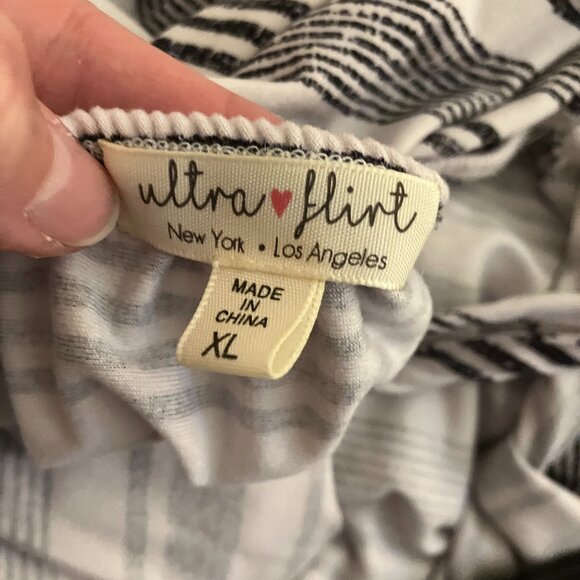 ultra ♥ flirt
New York • Los Angeles
MADE
IN
CHINA
XL